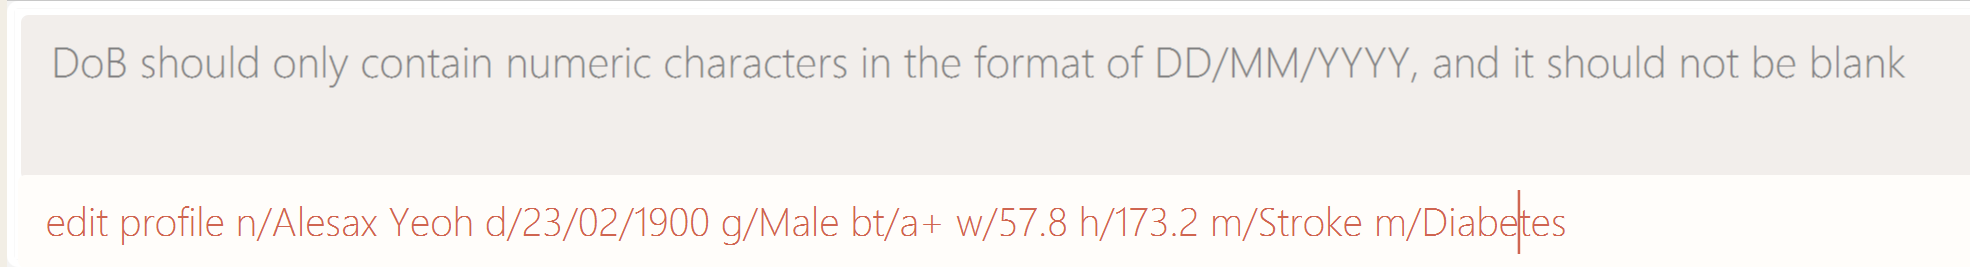 DoB should only contain numeric characters in the format of DD/MM/YYYY, and it should not be blank
edit profile n/Alesax Yeoh d/23/02/1900 g/Male bt/a+ w/57.8 h/173.2 m/Stroke m/Diabetes